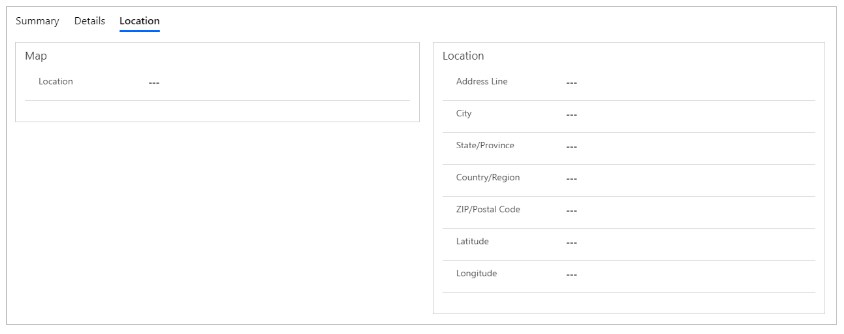 Summary Details Location
Map
Location ---
Location
Address Line ---
City ---
State/Province ---
Country/Region ---
ZIP/Postal Code ---
Latitude ---
Longitude ---